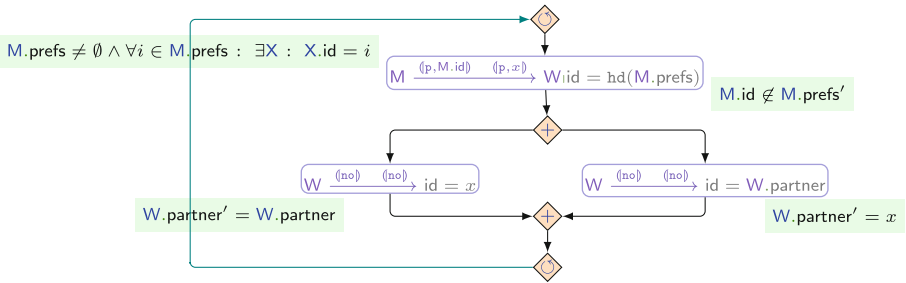 M.prefs ≠ ∅ ∧ ∀i ∈ M.prefs : ∃X : X.id = i
M —⦇p,M.id⦈ ⦇p,x⦈→ W|id = hd(M.prefs)
M.id ∉ M.prefs′
+
W —⦇no⦈ ⦇no⦈→ id = x
W —⦇no⦈ ⦇no⦈→ id = W.partner
W.partner′ = W.partner
+
W.partner′ = x